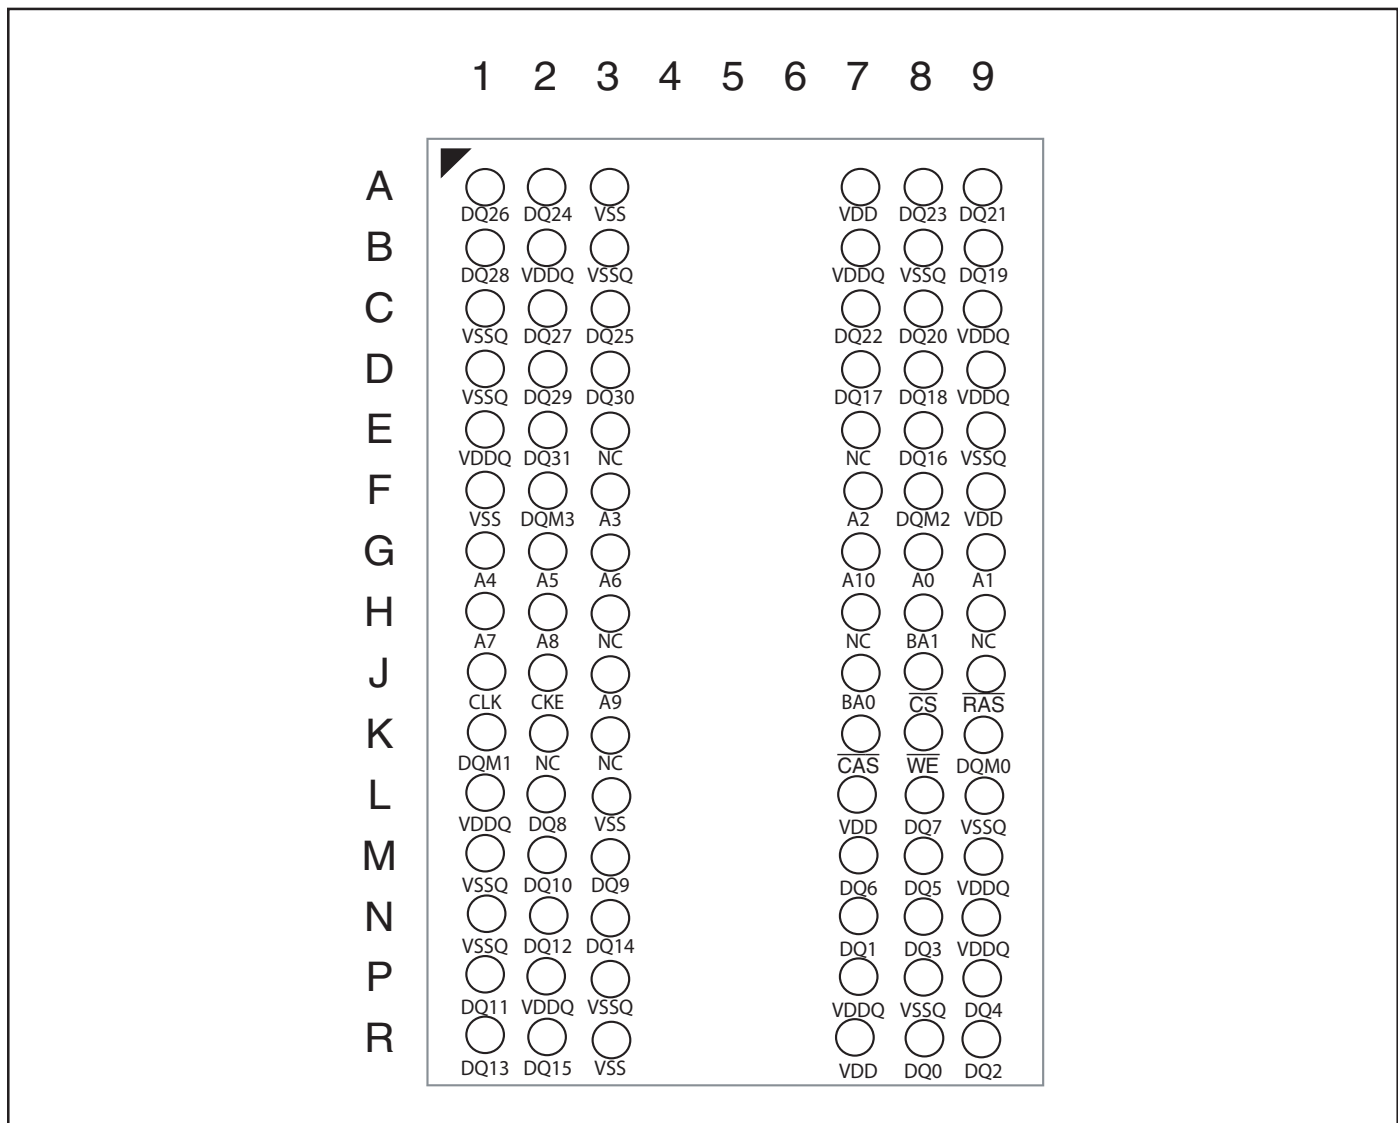 1 2 3 4 5 6 7 8 9
A
DQ26 DQ24 VSS VDD DQ23 DQ21
B
DQ28 VDDQ VSSQ VDDQ VSSQ DQ19
C
VSSQ DQ27 DQ25 DQ22 DQ20 VDDQ
D
VSSQ DQ29 DQ30 DQ17 DQ18 VDDQ
E
VDDQ DQ31 NC NC DQ16 VSSQ
F
VSS DQM3 A3 A2 DQM2 VDD
G
A4 A5 A6 A10 A0 A1
H
A7 A8 NC NC BA1 NC
J
CLK CKE A9 BA0 C̅S̅ R̅A̅S̅
K
DQM1 NC NC C̅A̅S̅ W̅E̅ DQM0
L
VDDQ DQ8 VSS VDD DQ7 VSSQ
M
VSSQ DQ10 DQ9 DQ6 DQ5 VDDQ
N
VSSQ DQ12 DQ14 DQ1 DQ3 VDDQ
P
DQ11 VDDQ VSSQ VDDQ VSSQ DQ4
R
DQ13 DQ15 VSS VDD DQ0 DQ2